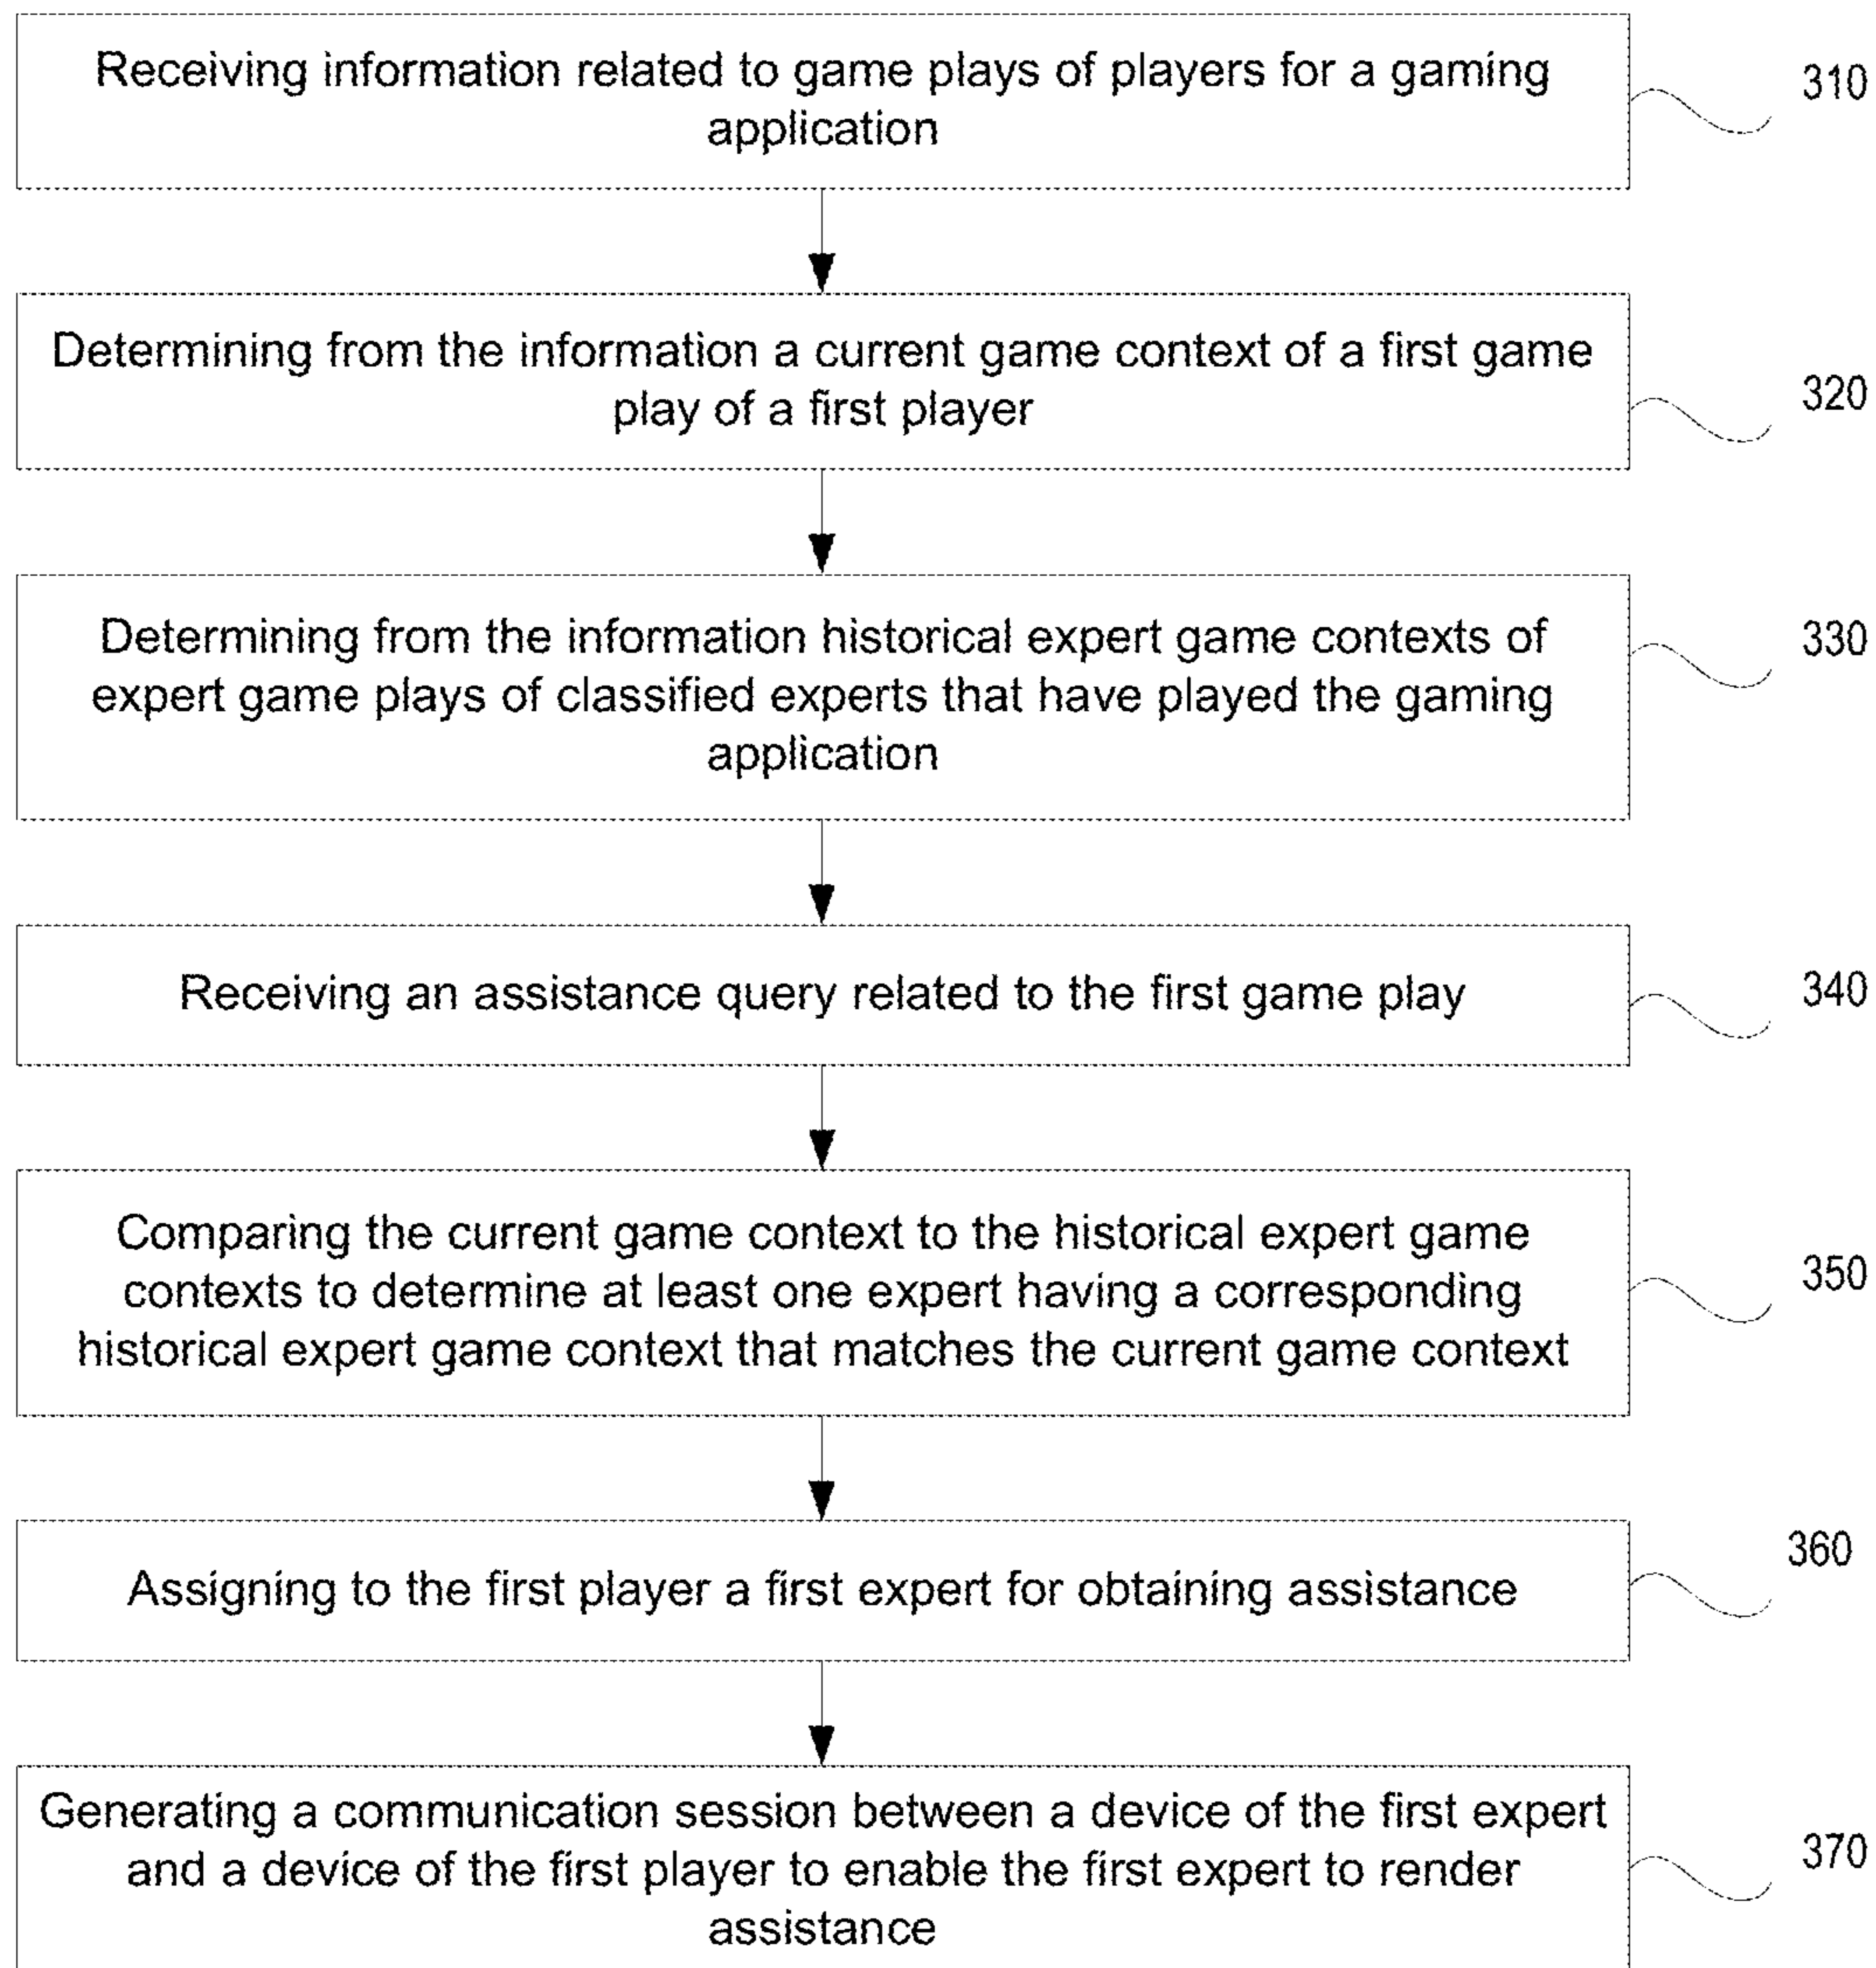 Receiving information related to game plays of players for a gaming
application
310
Determining from the information a current game context of a first game
play of a first player
320
Determining from the information historical expert game contexts of
expert game plays of classified experts that have played the gaming
application
330
Receiving an assistance query related to the first game play
340
Comparing the current game context to the historical expert game
contexts to determine at least one expert having a corresponding
historical expert game context that matches the current game context
350
Assigning to the first player a first expert for obtaining assistance
360
Generating a communication session between a device of the first expert
and a device of the first player to enable the first expert to render
assistance
370